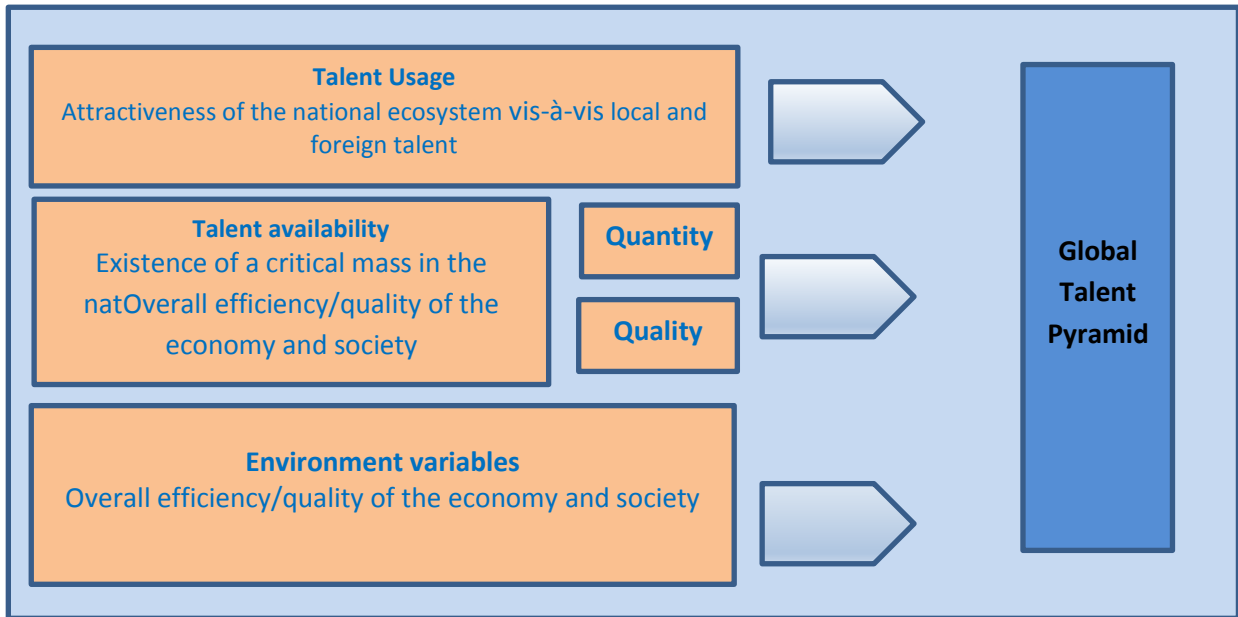 Talent Usage
Attractiveness of the national ecosystem vis-à-vis local and
foreign talent
Talent availability
Existence of a critical mass in the
natOverall efficiency/quality of the
economy and society
Quantity
Quality
Environment variables
Overall efficiency/quality of the economy and society
Global
Talent
Pyramid